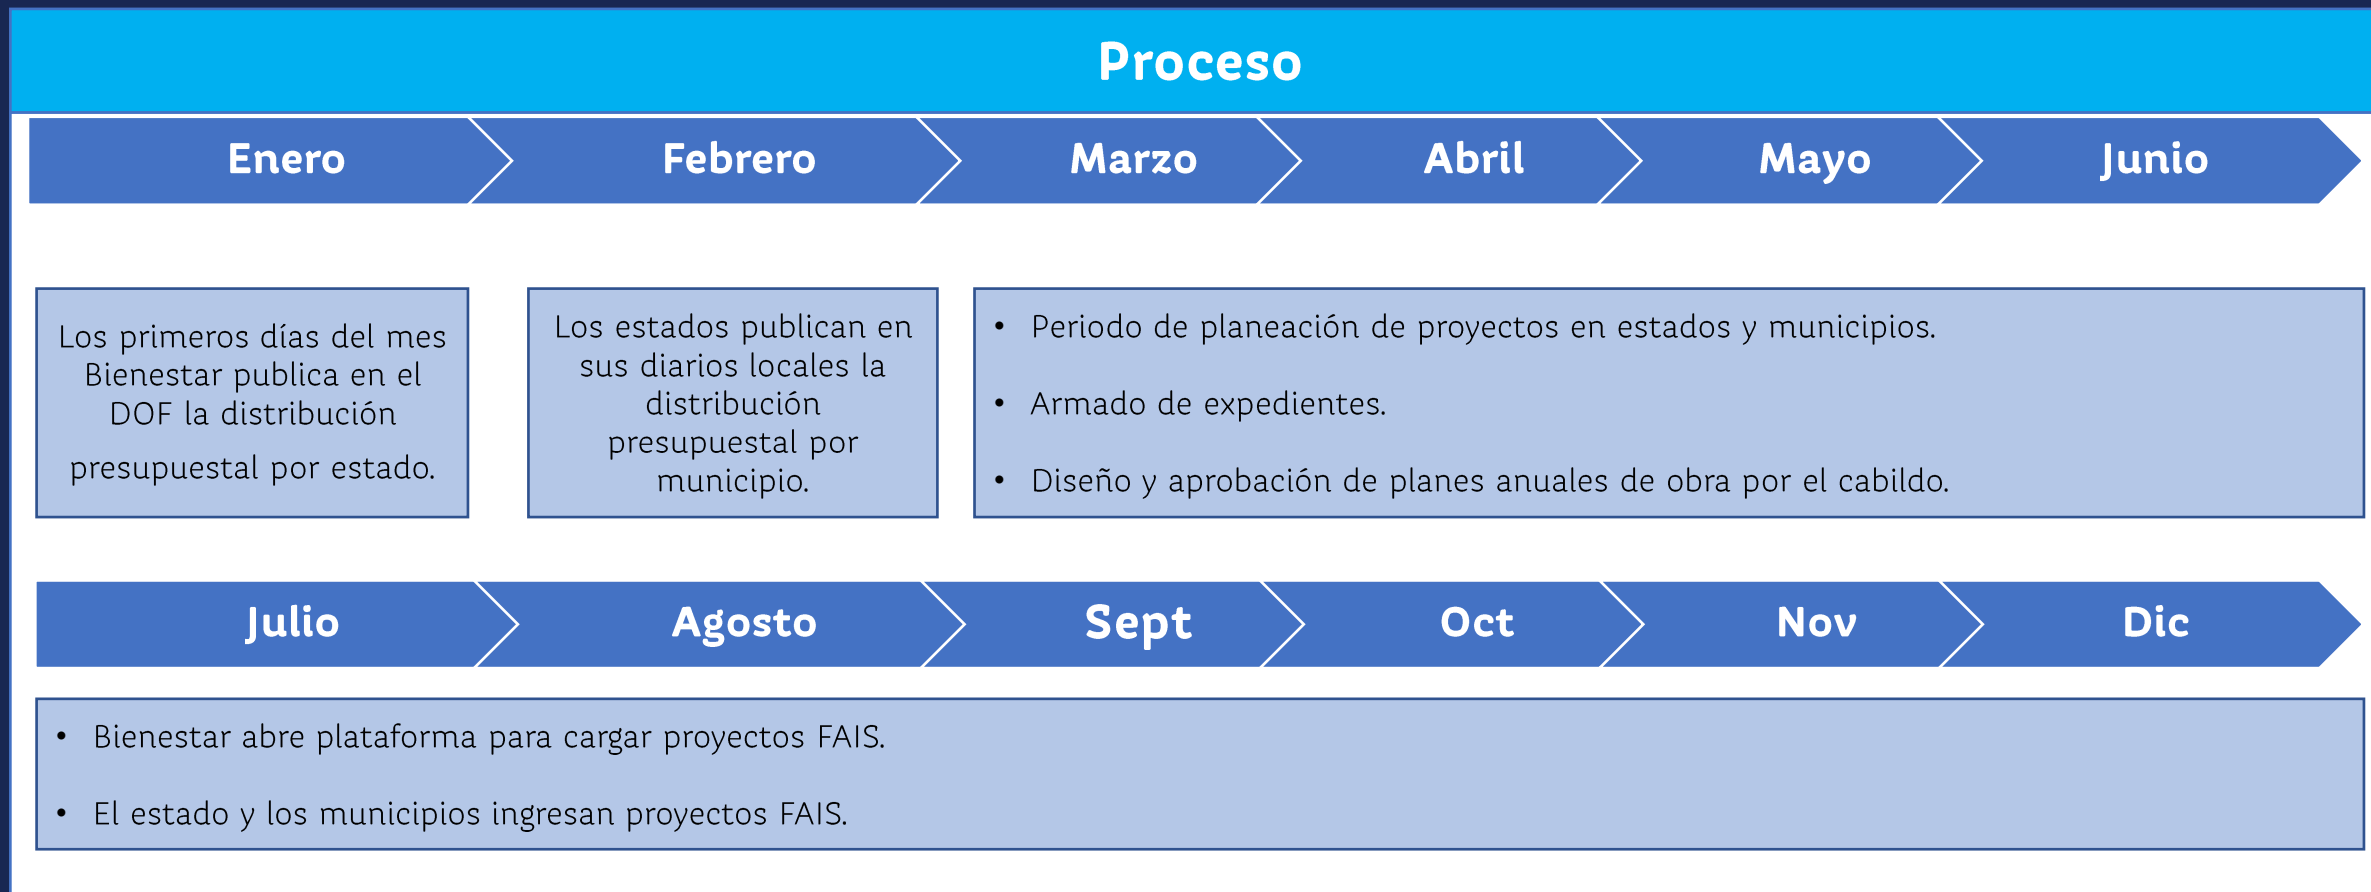 Proceso
Enero
Febrero
Marzo
Abril
Mayo
Junio
Los primeros días del mes
Bienestar publica en el
DOF la distribución
presupuestal por estado.
Los estados publican en
sus diarios locales la
distribución
presupuestal por
municipio.
• Periodo de planeación de proyectos en estados y municipios.
• Armado de expedientes.
• Diseño y aprobación de planes anuales de obra por el cabildo.
Julio
Agosto
Sept
Oct
Nov
Dic
• Bienestar abre plataforma para cargar proyectos FAIS.
• El estado y los municipios ingresan proyectos FAIS.